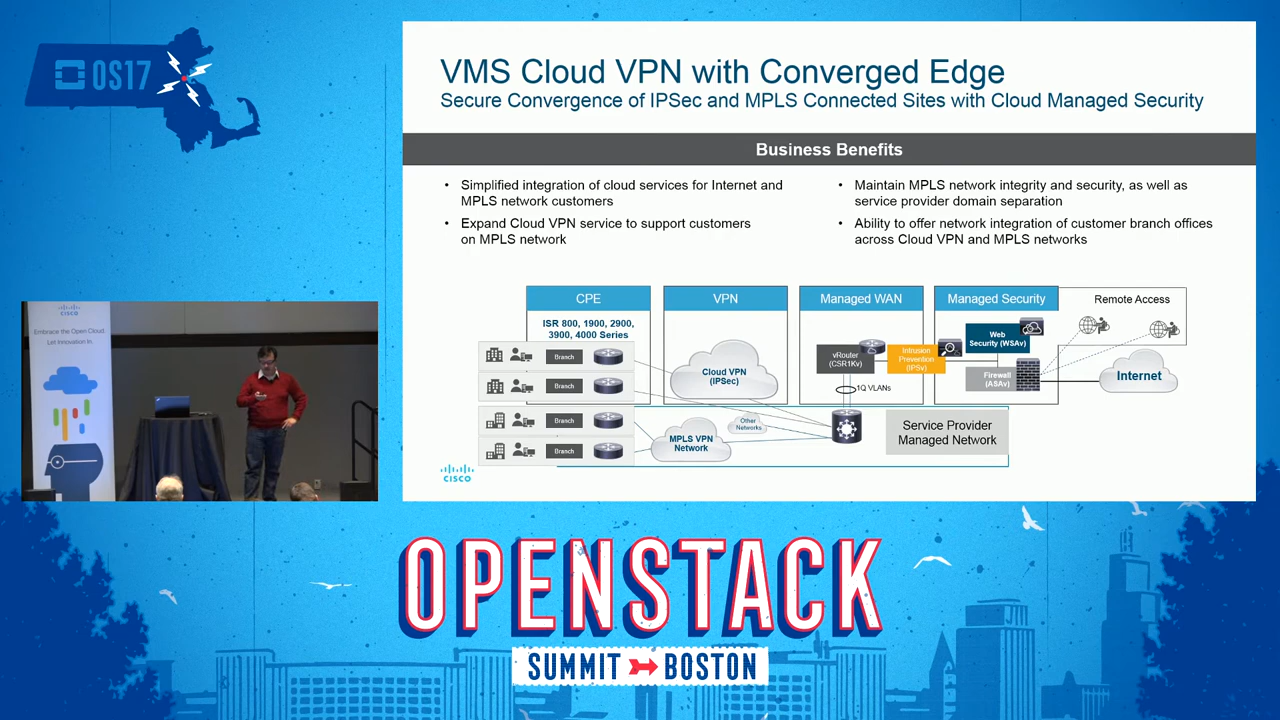 OS17
VMS Cloud VPN with Converged Edge
Secure Convergence of IPSec and MPLS Connected Sites with Cloud Managed Security
Business Benefits
• Simplified integration of cloud services for Internet and
MPLS network customers
• Expand Cloud VPN service to support customers
on MPLS network
• Maintain MPLS network integrity and security, as well as
service provider domain separation
• Ability to offer network integration of customer branch offices
across Cloud VPN and MPLS networks
CPE
ISR 800, 1900, 2900,
3900, 4000 Series
Branch
Branch
Branch
Branch
VPN
Cloud VPN
(IPSec)
MPLS VPN
Network
Other
Networks
Managed WAN
vRouter
(CSR1Kv)
1Q VLANs
Intrusion
Prevention
(IPSv)
Managed Security
Web
Security (WSAv)
Firewall
(ASAv)
Remote Access
Internet
Service Provider
Managed Network
CISCO
CISCO
Embrace the Open Cloud.
Let Innovation In.
OPENSTACK
SUMMIT BOSTON